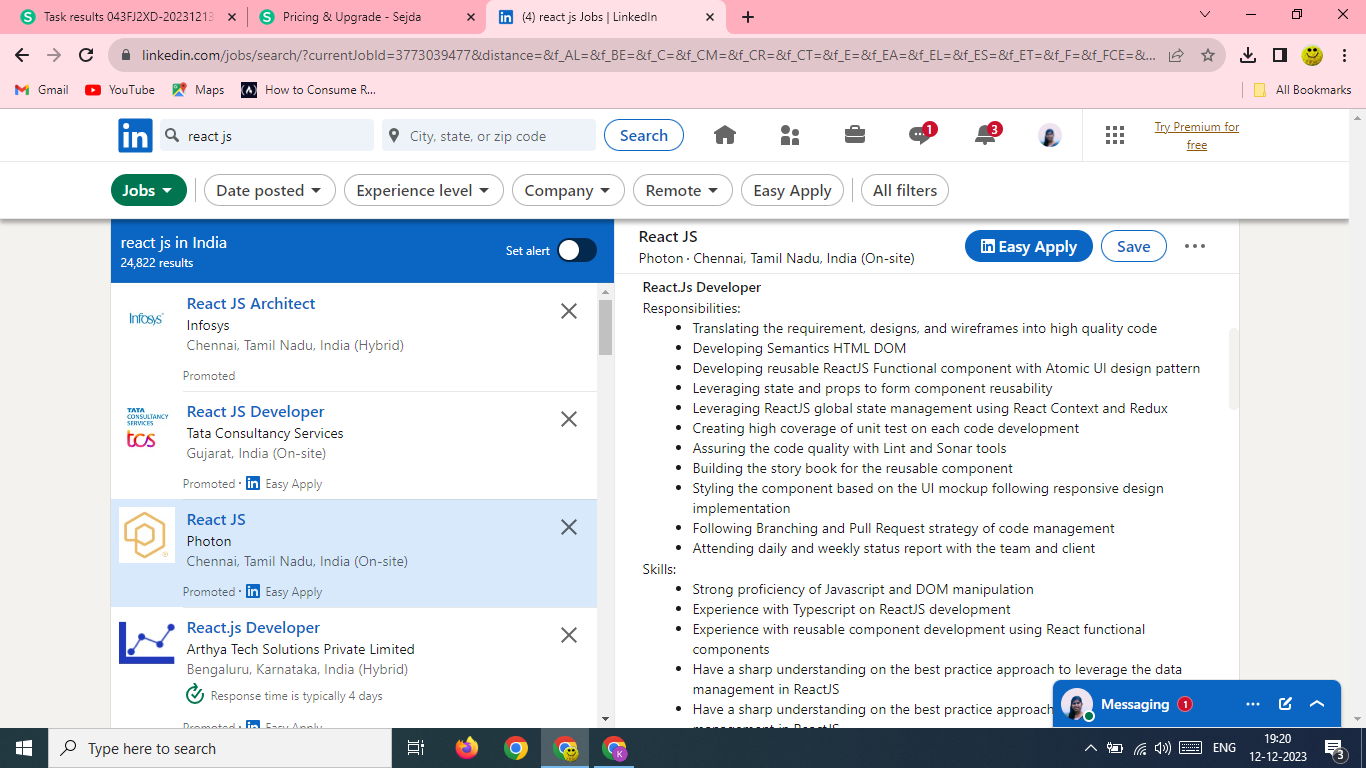 Task results 043FJ2XD-20231213
Pricing & Upgrade - Sejda
(4) react js Jobs | LinkedIn
linkedin.com/jobs/search/?currentJobId=3773039477&distance=&f_AL=&f_BE=&f_C=&f_CM=&f_CR=&f_CT=&f_E=&f_EA=&f_EL=&f_ES=&f_ET=&f_F=&f_FCE=&...
Gmail
YouTube
Maps
How to Consume R...
All Bookmarks
in
react js
City, state, or zip code
Search
1
3
Try Premium for
free
Jobs
Date posted
Experience level
Company
Remote
Easy Apply
All filters
react js in India
24,822 results
Set alert
Infosys
React JS Architect
Infosys
Chennai, Tamil Nadu, India (Hybrid)
Promoted
TATA
CONSULTANCY
SERVICES
tcs
React JS Developer
Tata Consultancy Services
Gujarat, India (On-site)
Promoted · in Easy Apply
React JS
Photon
Chennai, Tamil Nadu, India (On-site)
Promoted · in Easy Apply
React.js Developer
Arthya Tech Solutions Private Limited
Bengaluru, Karnataka, India (Hybrid)
Response time is typically 4 days
Promoted · in Easy Apply
React JS
Photon · Chennai, Tamil Nadu, India (On-site)
in Easy Apply
Save
React.Js Developer
Responsibilities:
• Translating the requirement, designs, and wireframes into high quality code
• Developing Semantics HTML DOM
• Developing reusable ReactJS Functional component with Atomic UI design pattern
• Leveraging state and props to form component reusability
• Leveraging ReactJS global state management using React Context and Redux
• Creating high coverage of unit test on each code development
• Assuring the code quality with Lint and Sonar tools
• Building the story book for the reusable component
• Styling the component based on the UI mockup following responsive design
implementation
• Following Branching and Pull Request strategy of code management
• Attending daily and weekly status report with the team and client
Skills:
• Strong proficiency of Javascript and DOM manipulation
• Experience with Typescript on ReactJS development
• Experience with reusable component development using React functional
components
• Have a sharp understanding on the best practice approach to leverage the data
management in ReactJS
• Have a sharp understanding on the best practice approach
management in ReactJS
Messaging
1
Type here to search
K
ENG
19:20
12-12-2023
3